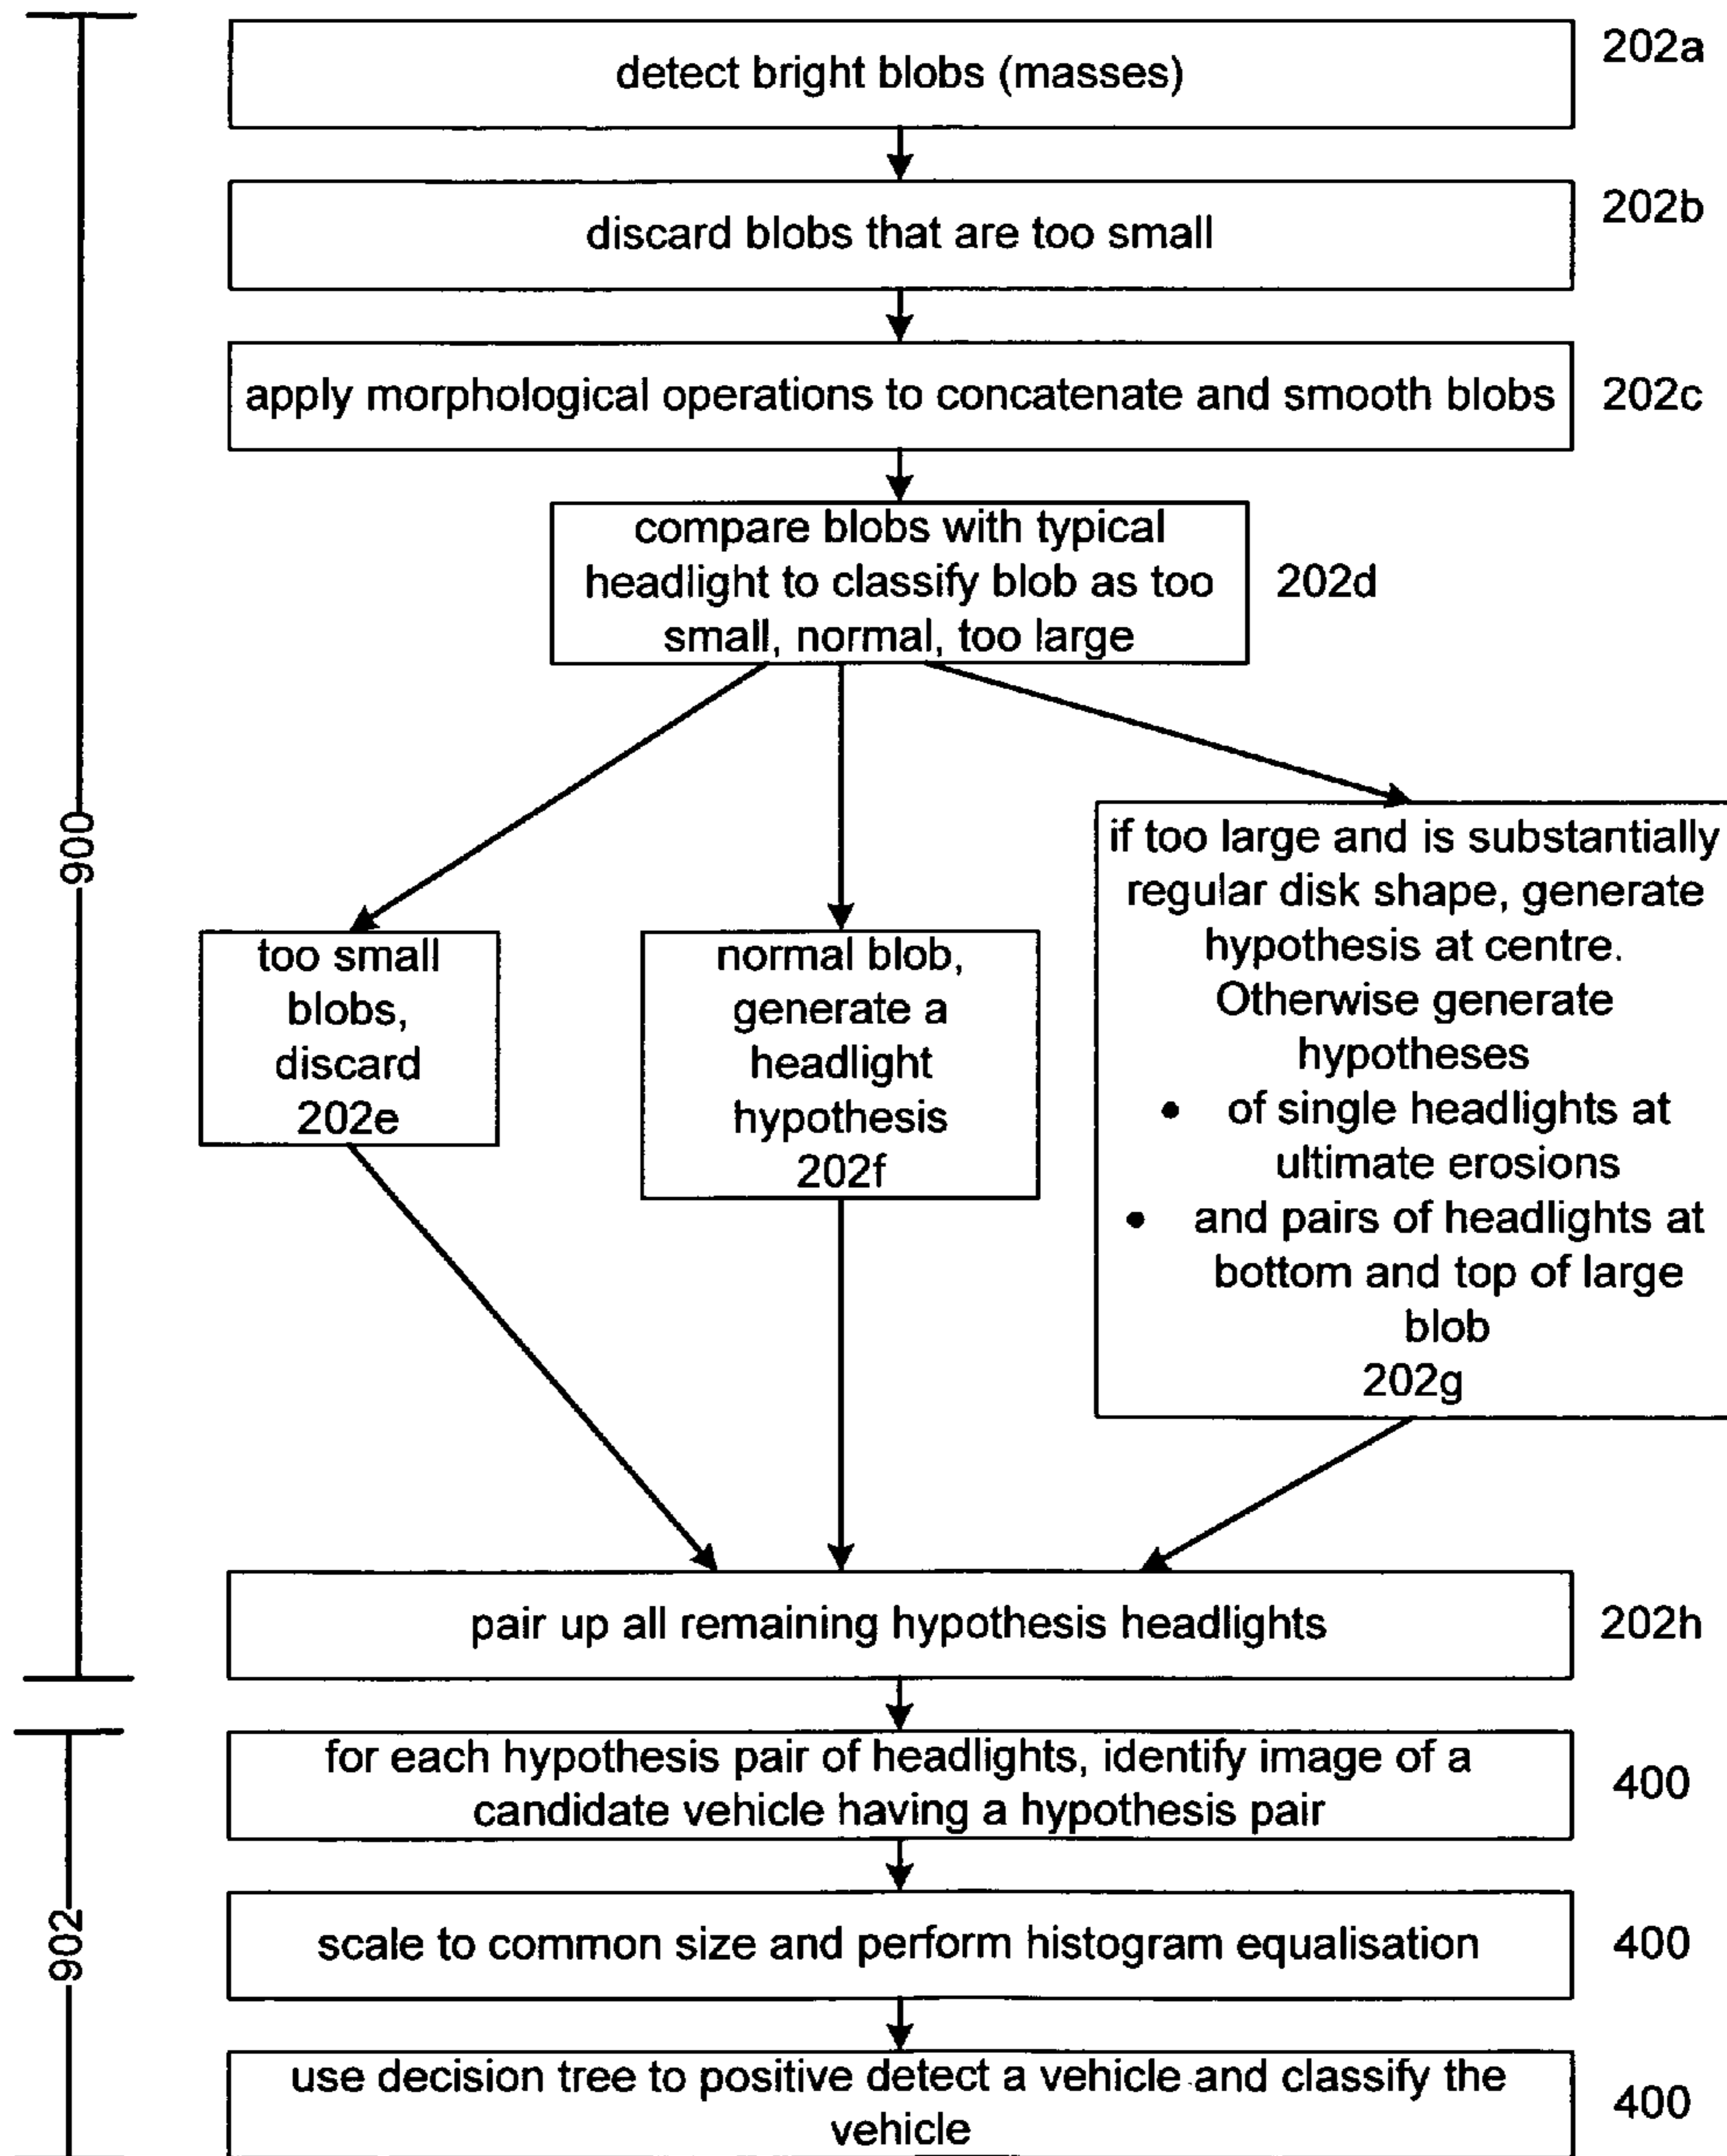 detect bright blobs (masses)
202a
discard blobs that are too small
202b
apply morphological operations to concatenate and smooth blobs
202c
compare blobs with typical
headlight to classify blob as too
small, normal, too large
202d
900
too small
blobs,
discard
202e
normal blob,
generate a
headlight
hypothesis
202f
if too large and is substantially
regular disk shape, generate
hypothesis at centre.
Otherwise generate
hypotheses
• of single headlights at
ultimate erosions
• and pairs of headlights at
bottom and top of large
blob
202g
pair up all remaining hypothesis headlights
202h
for each hypothesis pair of headlights, identify image of a
candidate vehicle having a hypothesis pair
400
902
scale to common size and perform histogram equalisation
400
use decision tree to positive detect a vehicle and classify the
vehicle
400